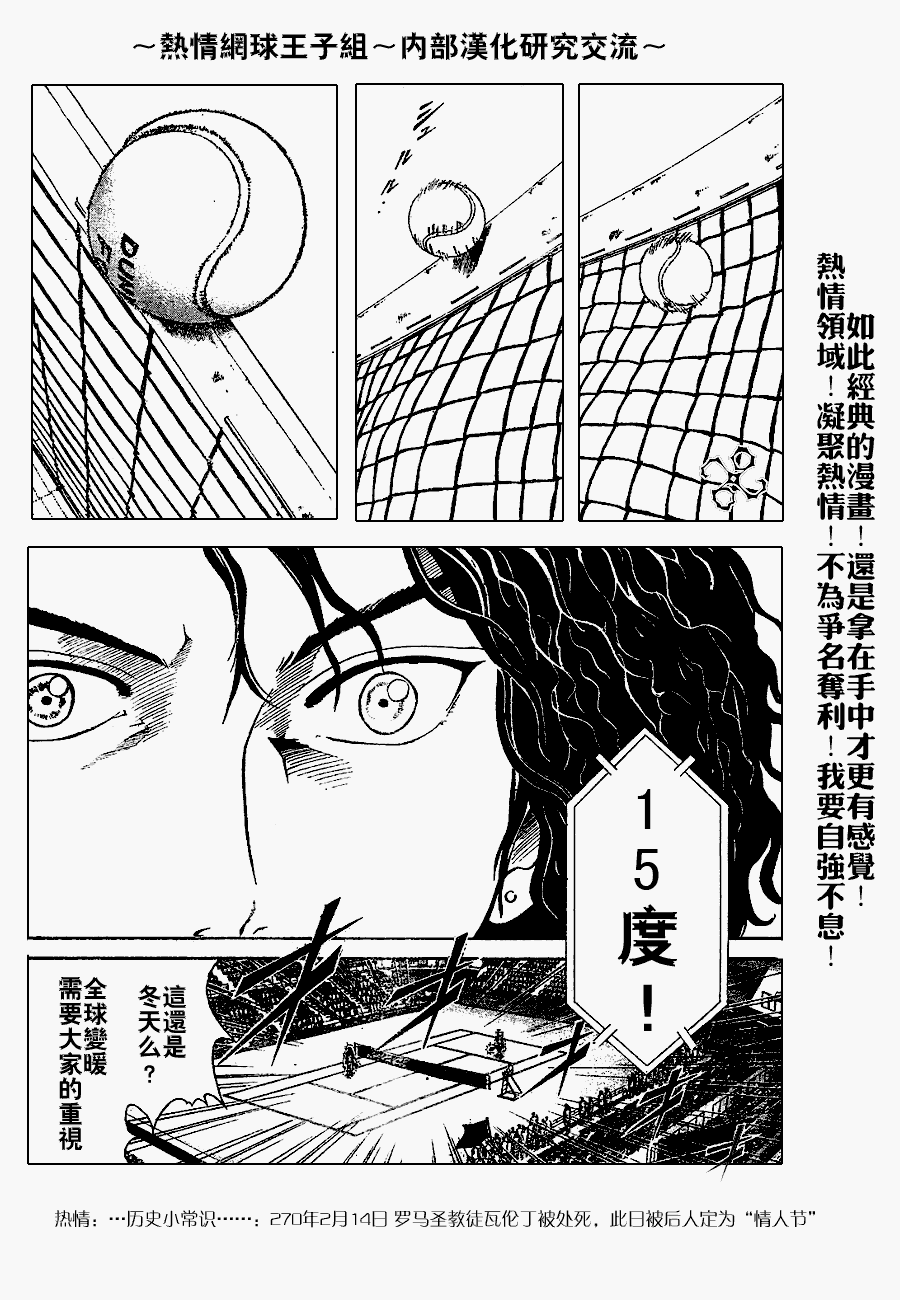 ～熱情網球王子組～内部漢化研究交流～
如此經典的漫畫！還是拿在手中才更有感覺！
熱情領域！凝聚熱情！不為爭名奪利！我要自強不息！
DUNL
15度！
這還是
冬天么？
全球變暖
需要大家的重視
热情：…历史小常识……：270年2月14日 罗马圣教徒瓦伦丁被处死，此日被后人定为“情人节”